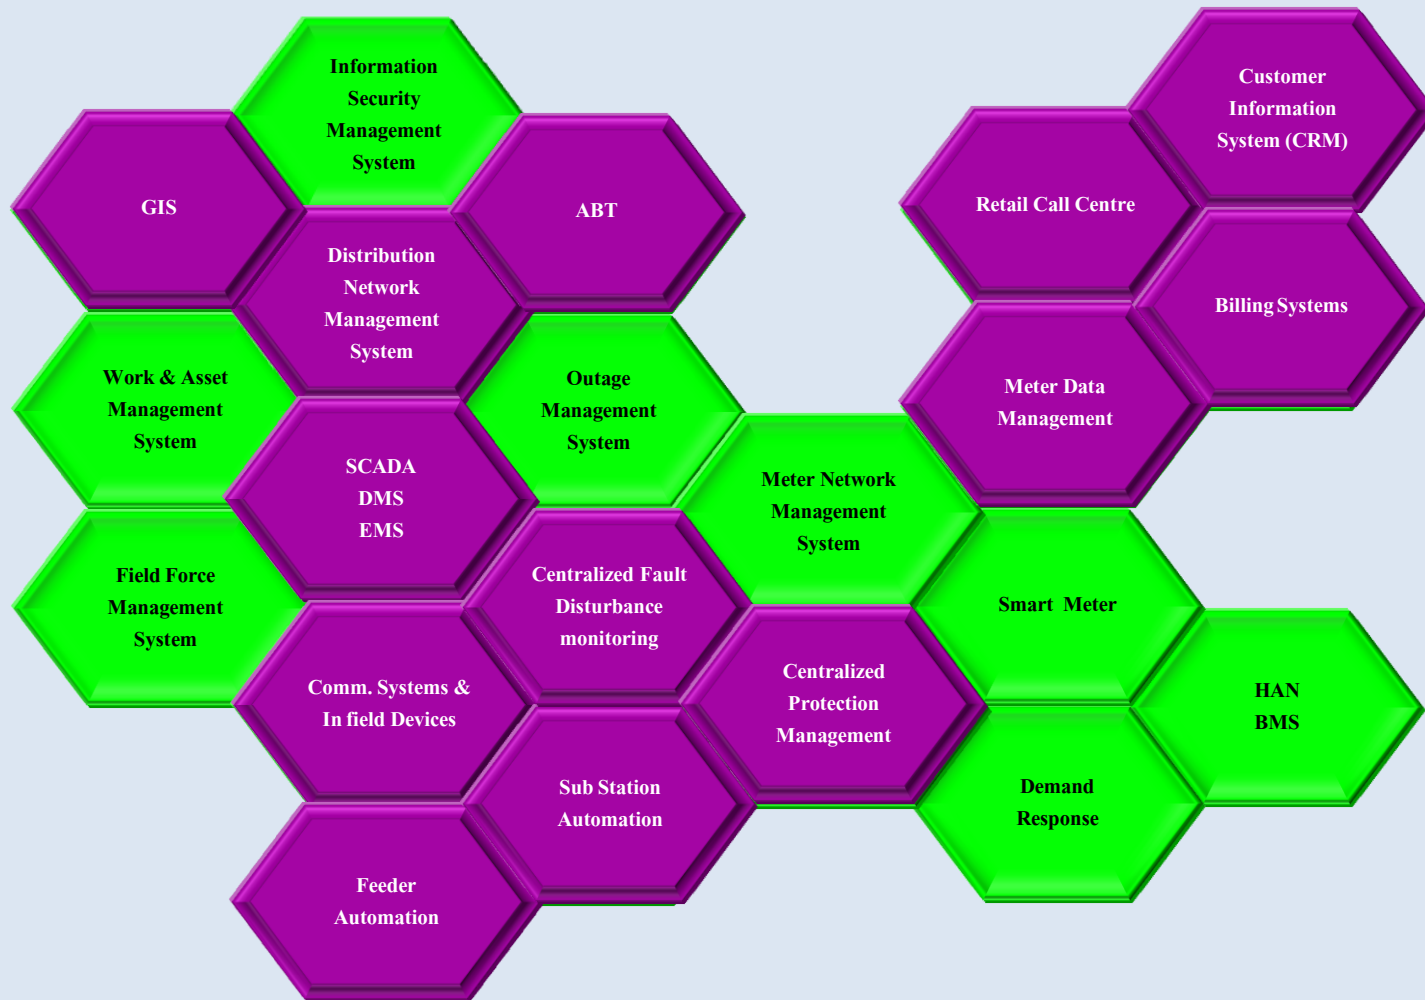 Information
Security
Management
System
Customer
Information
System (CRM)
GIS
ABT
Retail Call Centre
Distribution
Network
Management
System
Billing Systems
Work & Asset
Management
System
Outage
Management
System
Meter Data
Management
SCADA
DMS
EMS
Meter Network
Management
System
Field Force
Management
System
Centralized Fault
Disturbance
monitoring
Smart Meter
Comm. Systems &
In field Devices
Centralized
Protection
Management
HAN
BMS
Sub Station
Automation
Demand
Response
Feeder
Automation